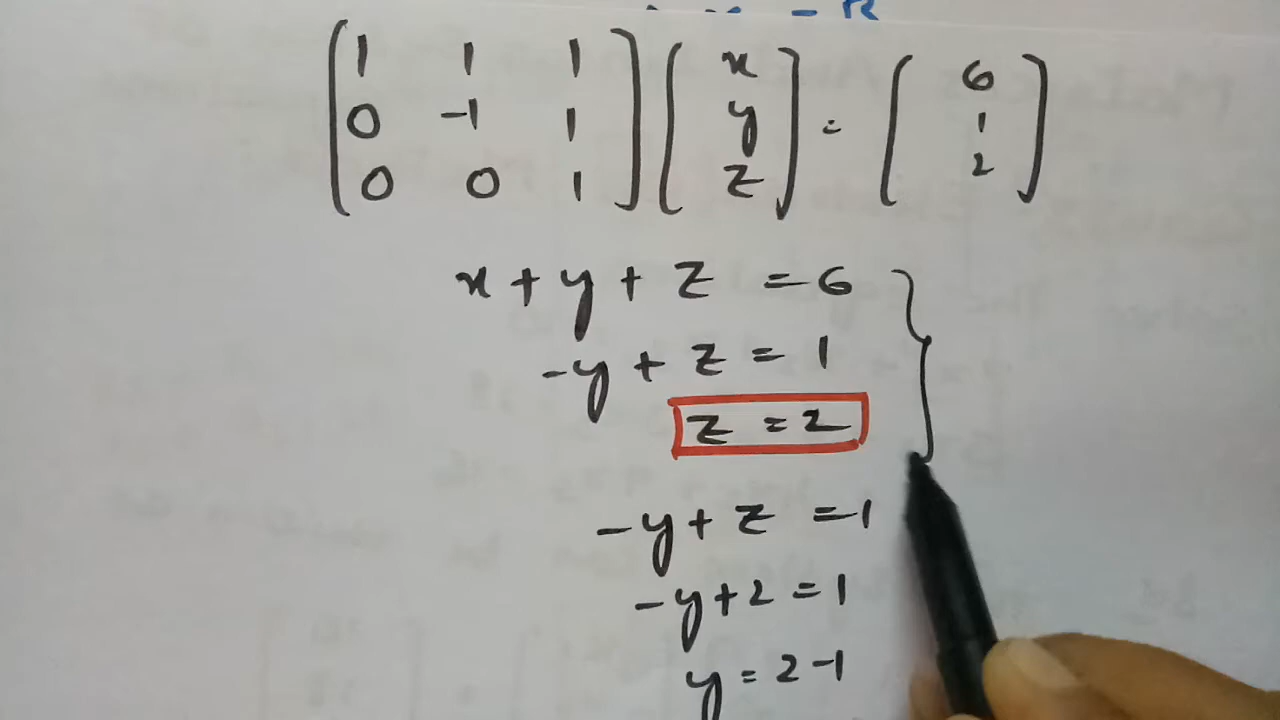 [1 1 1] [x] = [6]
[0 -1 1] [y] [1]
[0 0 1] [z] [2]
x + y + z = 6
-y + z = 1
z = 2
-y + z = 1
-y + 2 = 1
y = 2 - 1